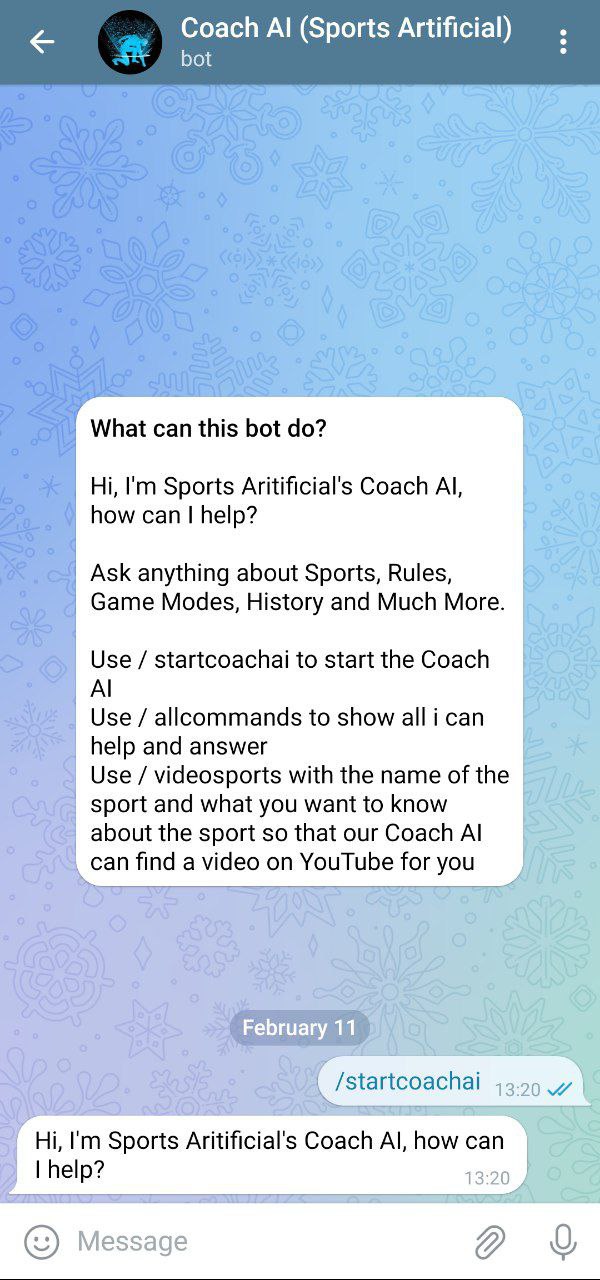 Coach AI (Sports Artificial)
bot
What can this bot do?
Hi, I'm Sports Aritificial's Coach AI,
how can I help?
Ask anything about Sports, Rules,
Game Modes, History and Much More.
Use / startcoachai to start the Coach
AI
Use / allcommands to show all i can
help and answer
Use / videosports with the name of the
sport and what you want to know
about the sport so that our Coach AI
can find a video on YouTube for you
February 11
/startcoachai 13:20
Hi, I'm Sports Aritificial's Coach AI, how can
I help?
13:20
Message